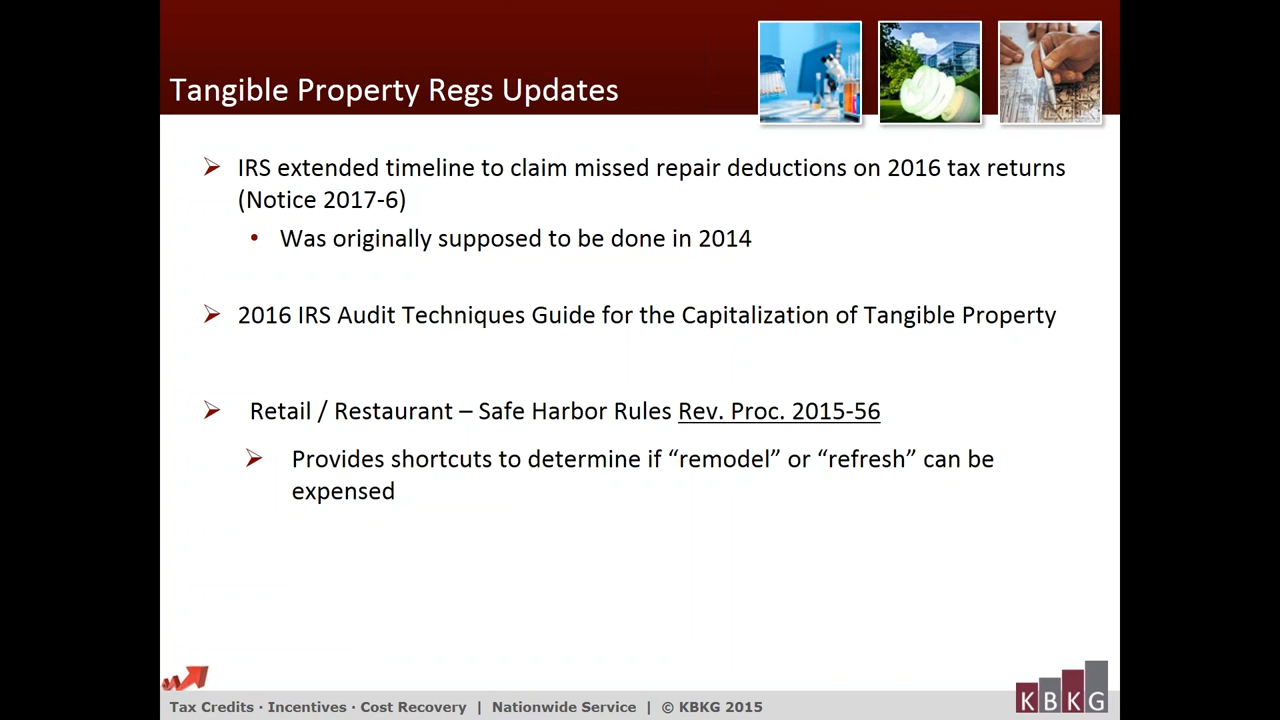 Tangible Property Regs Updates
IRS extended timeline to claim missed repair deductions on 2016 tax returns
(Notice 2017-6)
Was originally supposed to be done in 2014
2016 IRS Audit Techniques Guide for the Capitalization of Tangible Property
Retail / Restaurant – Safe Harbor Rules Rev. Proc. 2015-56
Provides shortcuts to determine if “remodel” or “refresh” can be
expensed
Tax Credits · Incentives · Cost Recovery | Nationwide Service | © KBKG 2015
KBKG